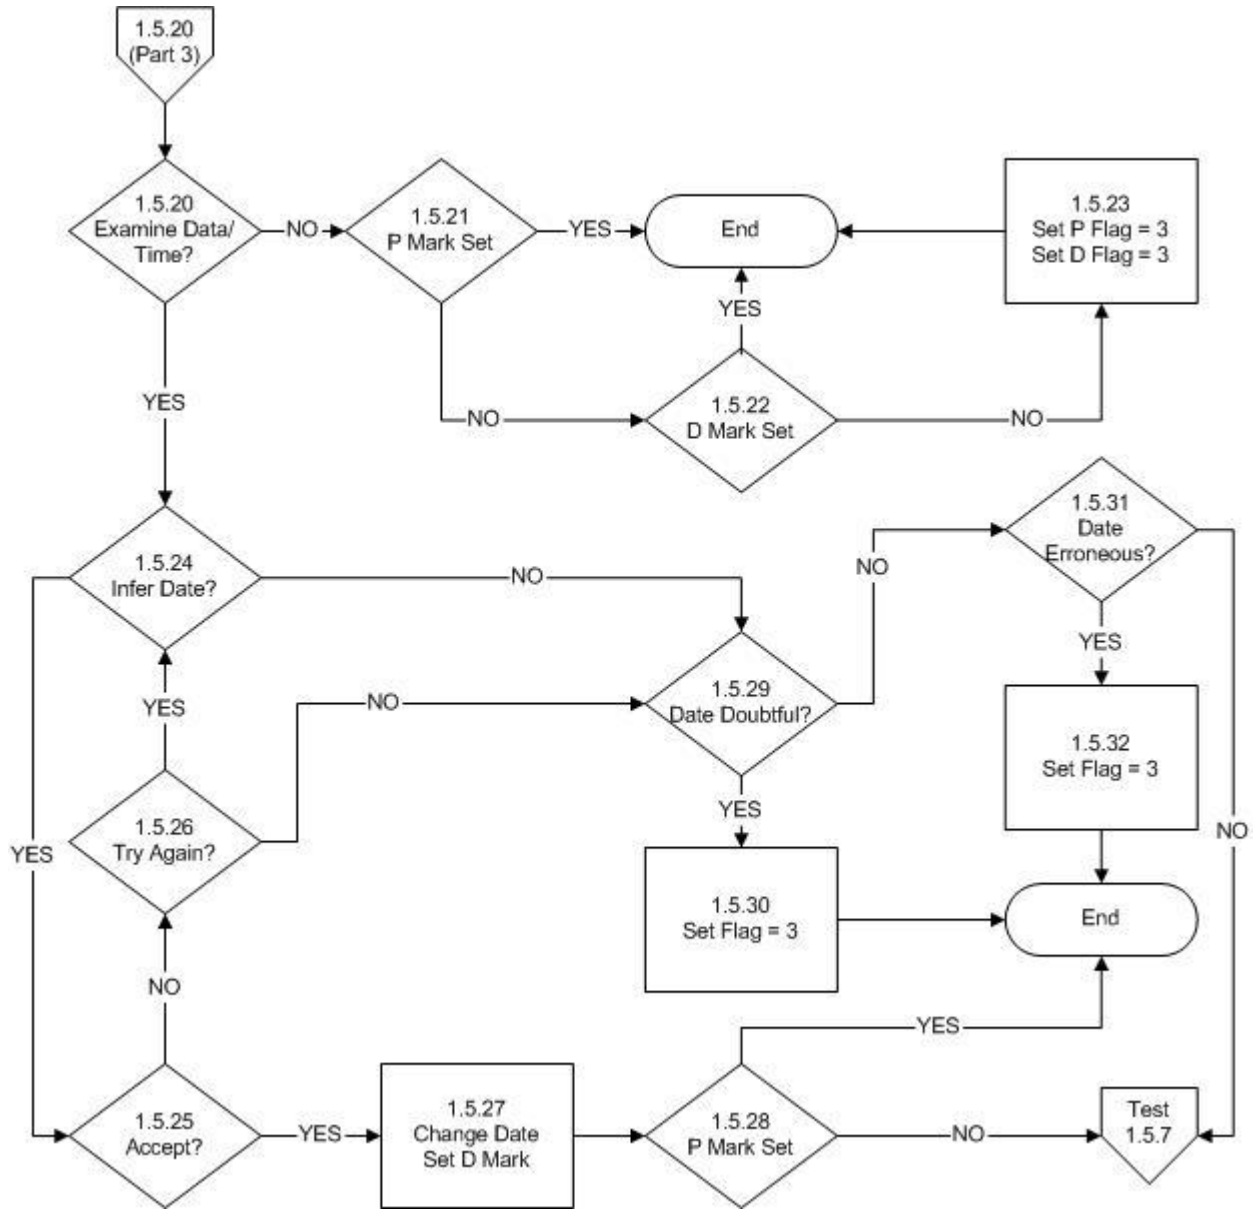 1.5.20
(Part 3)
1.5.20
Examine Data/
Time?
NO
1.5.21
P Mark Set
YES
End
1.5.23
Set P Flag = 3
Set D Flag = 3
YES
YES
NO
1.5.22
D Mark Set
NO
1.5.31
Date
Erroneous?
1.5.24
Infer Date?
NO
NO
YES
1.5.29
Date Doubtful?
YES
NO
1.5.32
Set Flag = 3
YES
1.5.26
Try Again?
YES
NO
1.5.30
Set Flag = 3
End
NO
YES
1.5.25
Accept?
YES
1.5.27
Change Date
Set D Mark
1.5.28
P Mark Set
NO
Test
1.5.7